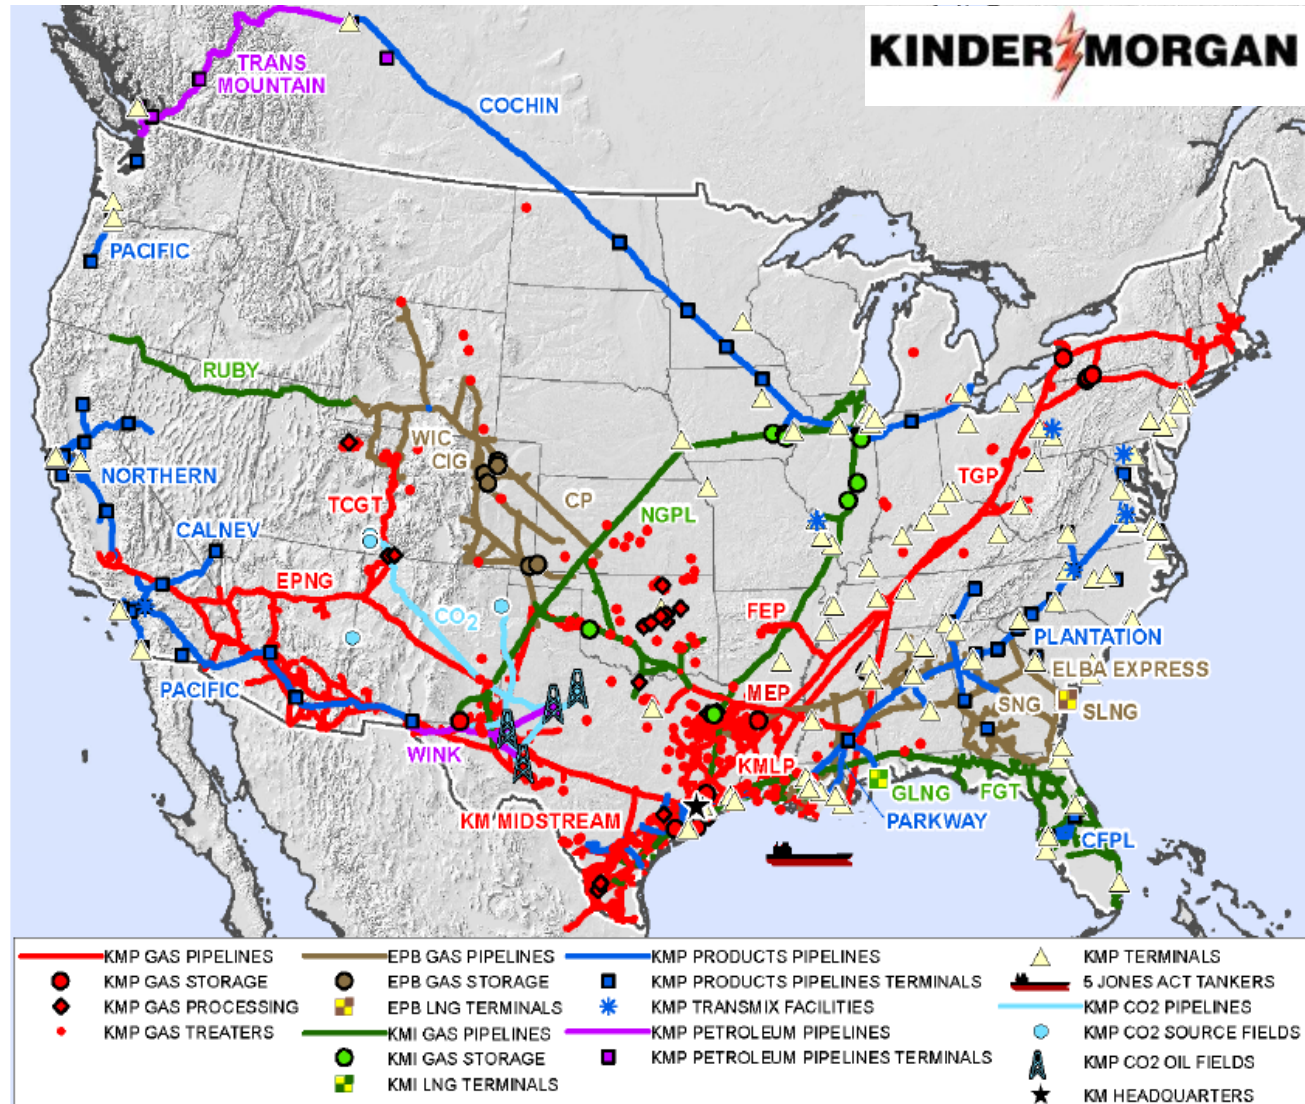 KINDER MORGAN
TRANS
MOUNTAIN
COCHIN
PACIFIC
RUBY
WIC
CIG
NORTHERN
TCGT
CP
NGPL
TGP
CALNEV
EPNG
CO2
FEP
PLANTATION
ELBA EXPRESS
PACIFIC
MEP
SNG
SLNG
WINK
KMLP
GLNG
FGT
KM MIDSTREAM
PARKWAY
CFPL
KMP GAS PIPELINES
KMP GAS STORAGE
KMP GAS PROCESSING
KMP GAS TREATERS
EPB GAS PIPELINES
EPB GAS STORAGE
EPB LNG TERMINALS
KMI GAS PIPELINES
KMI GAS STORAGE
KMI LNG TERMINALS
KMP PRODUCTS PIPELINES
KMP PRODUCTS PIPELINES TERMINALS
KMP TRANSMIX FACILITIES
KMP PETROLEUM PIPELINES
KMP PETROLEUM PIPELINES TERMINALS
KMP TERMINALS
5 JONES ACT TANKERS
KMP CO2 PIPELINES
KMP CO2 SOURCE FIELDS
KMP CO2 OIL FIELDS
KM HEADQUARTERS